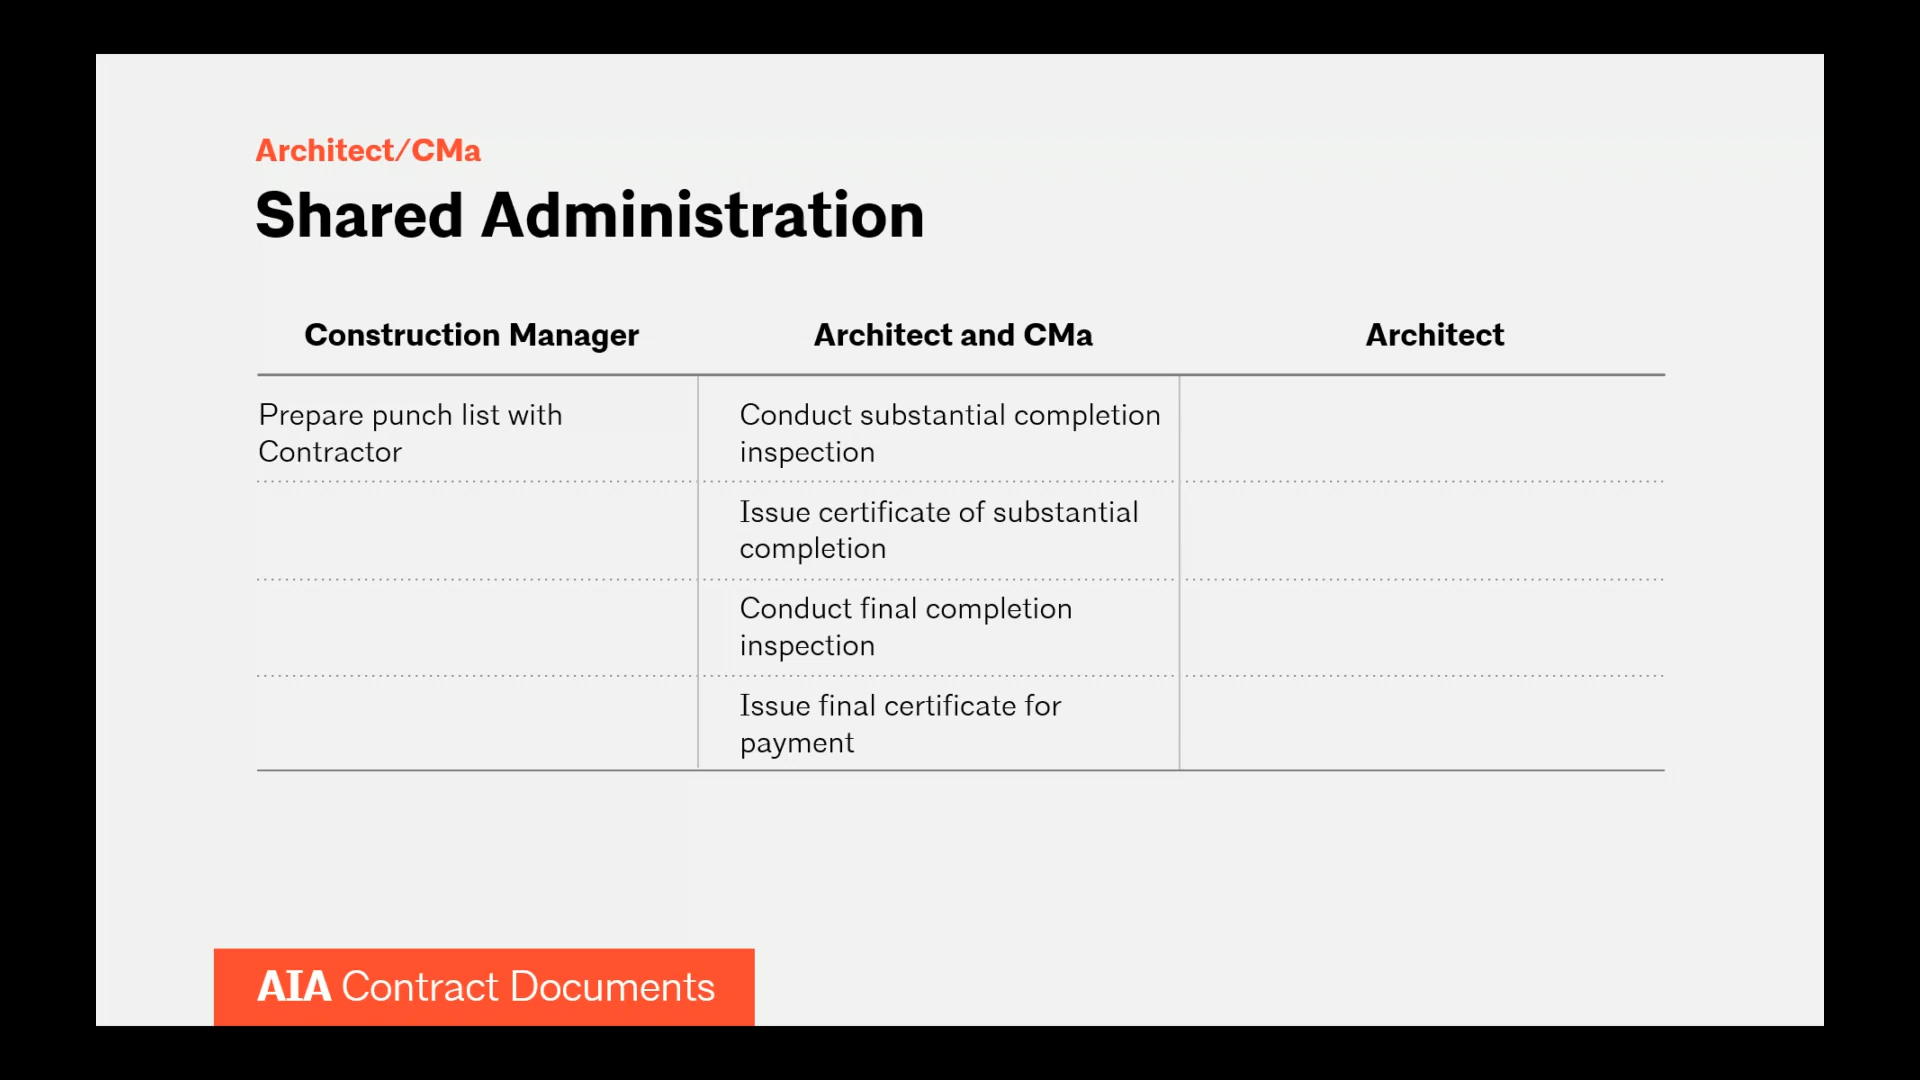 Architect/CMa
Shared Administration
Construction Manager
Architect and CMa
Architect
Prepare punch list with
Contractor
Conduct substantial completion
inspection
Issue certificate of substantial
completion
Conduct final completion
inspection
Issue final certificate for
payment
AIA Contract Documents